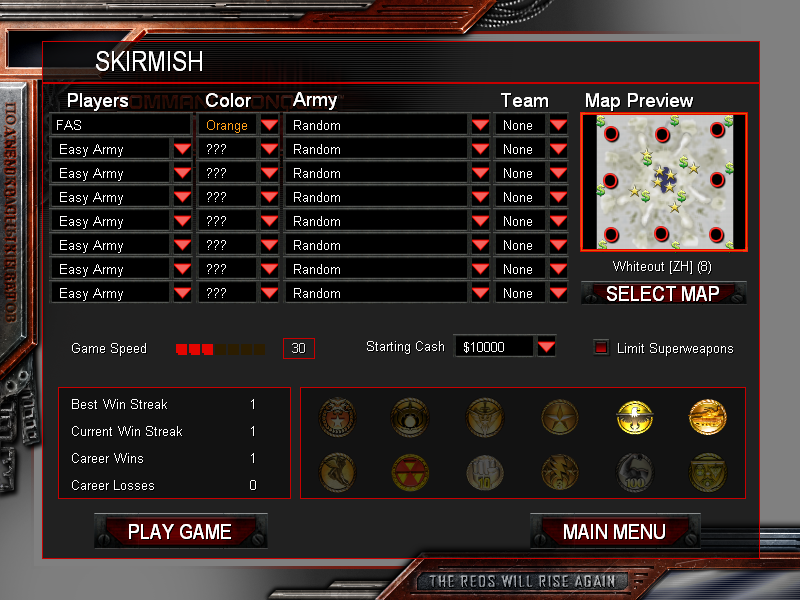 SKIRMISH
Players Color Army Team Map Preview
FAS Orange Random None
Easy Army ??? Random None
Easy Army ??? Random None
Easy Army ??? Random None
Easy Army ??? Random None
Easy Army ??? Random None
Easy Army ??? Random None
Easy Army ??? Random None
Whiteout [ZH] (8)
SELECT MAP
Game Speed 30 Starting Cash $10000 Limit Superweapons
Best Win Streak 1
Current Win Streak 1
Career Wins 1
Career Losses 0
10
100
PLAY GAME MAIN MENU
THE REDS WILL RISE AGAIN